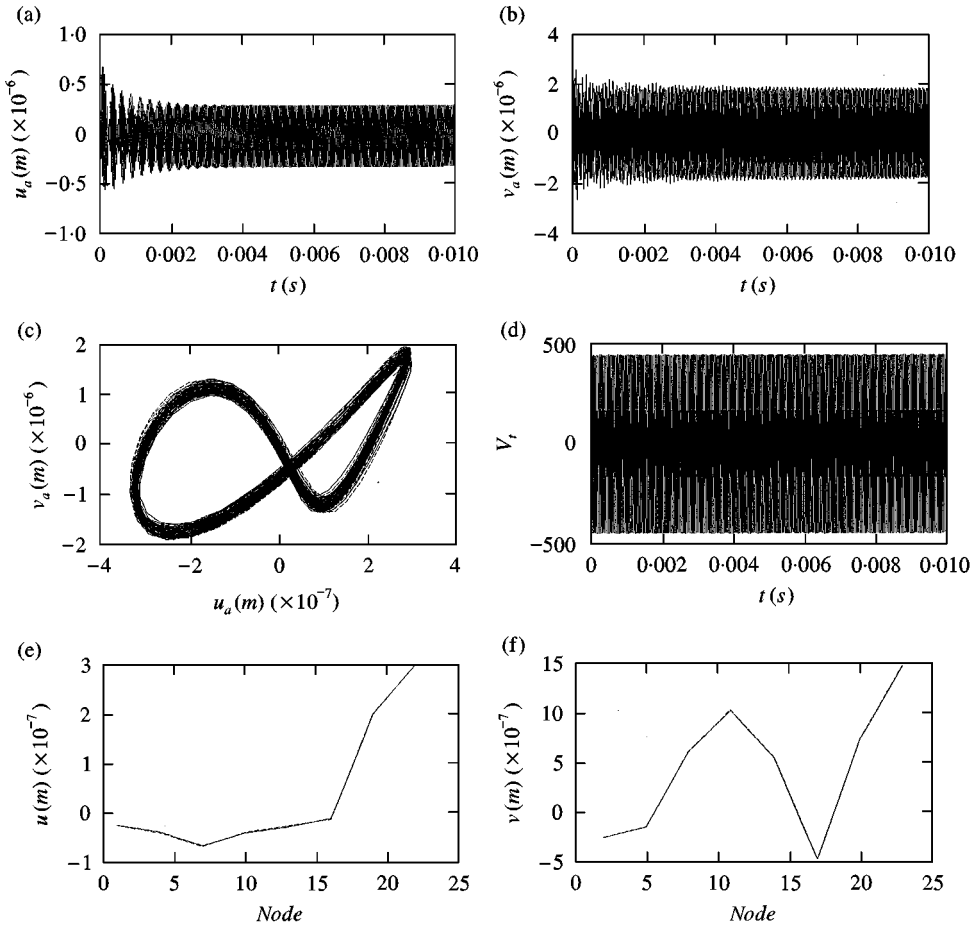 (a)
1·0
0·5
0
−0·5
−1·0
u_a(m) (×10⁻⁶)
0 0·002 0·004 0·006 0·008 0·010
t(s)
(b)
4
2
0
−2
−4
v_a(m) (×10⁻⁶)
0 0·002 0·004 0·006 0·008 0·010
t(s)
(c)
2
1
0
−1
−2
v_a(m) (×10⁻⁶)
−4 −2 0 2 4
u_a(m) (×10⁻⁷)
(d)
500
0
−500
V_t
0 0·002 0·004 0·006 0·008 0·010
t(s)
(e)
3
2
1
0
−1
u(m) (×10⁻⁷)
0 5 10 15 20 25
Node
(f)
15
10
5
0
−5
v(m) (×10⁻⁷)
0 5 10 15 20 25
Node